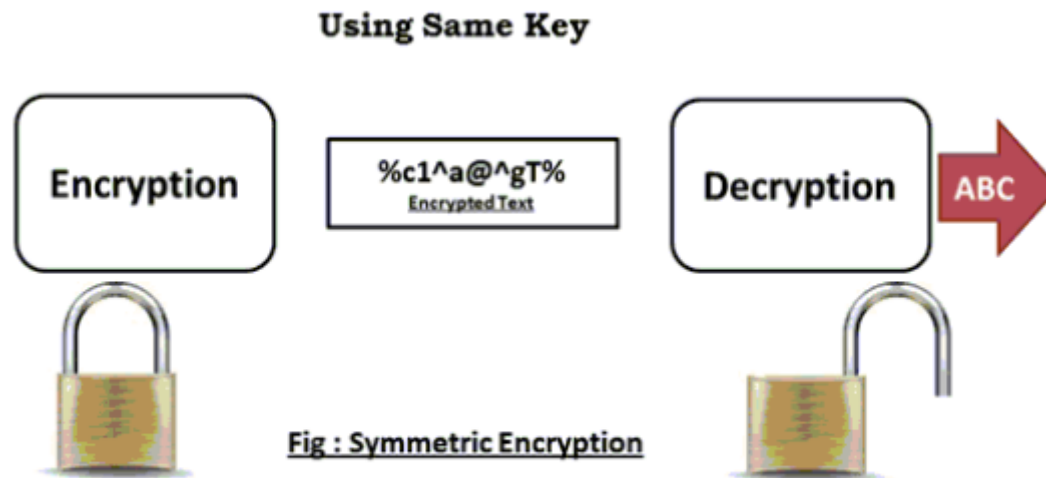 Using Same Key
Encryption
%c1^a@^gT%
Encrypted Text
Decryption
ABC
Fig : Symmetric Encryption